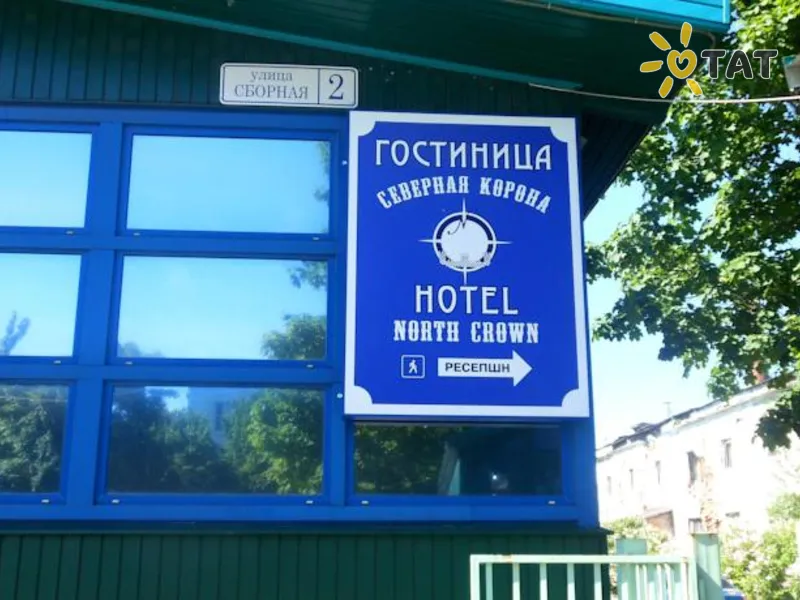 ТАТ
улица
СБОРНАЯ
2
ГОСТИНИЦА
СЕВЕРНАЯ КОРОНА
N
HOTEL
NORTH CROWN
РЕСЕПШН